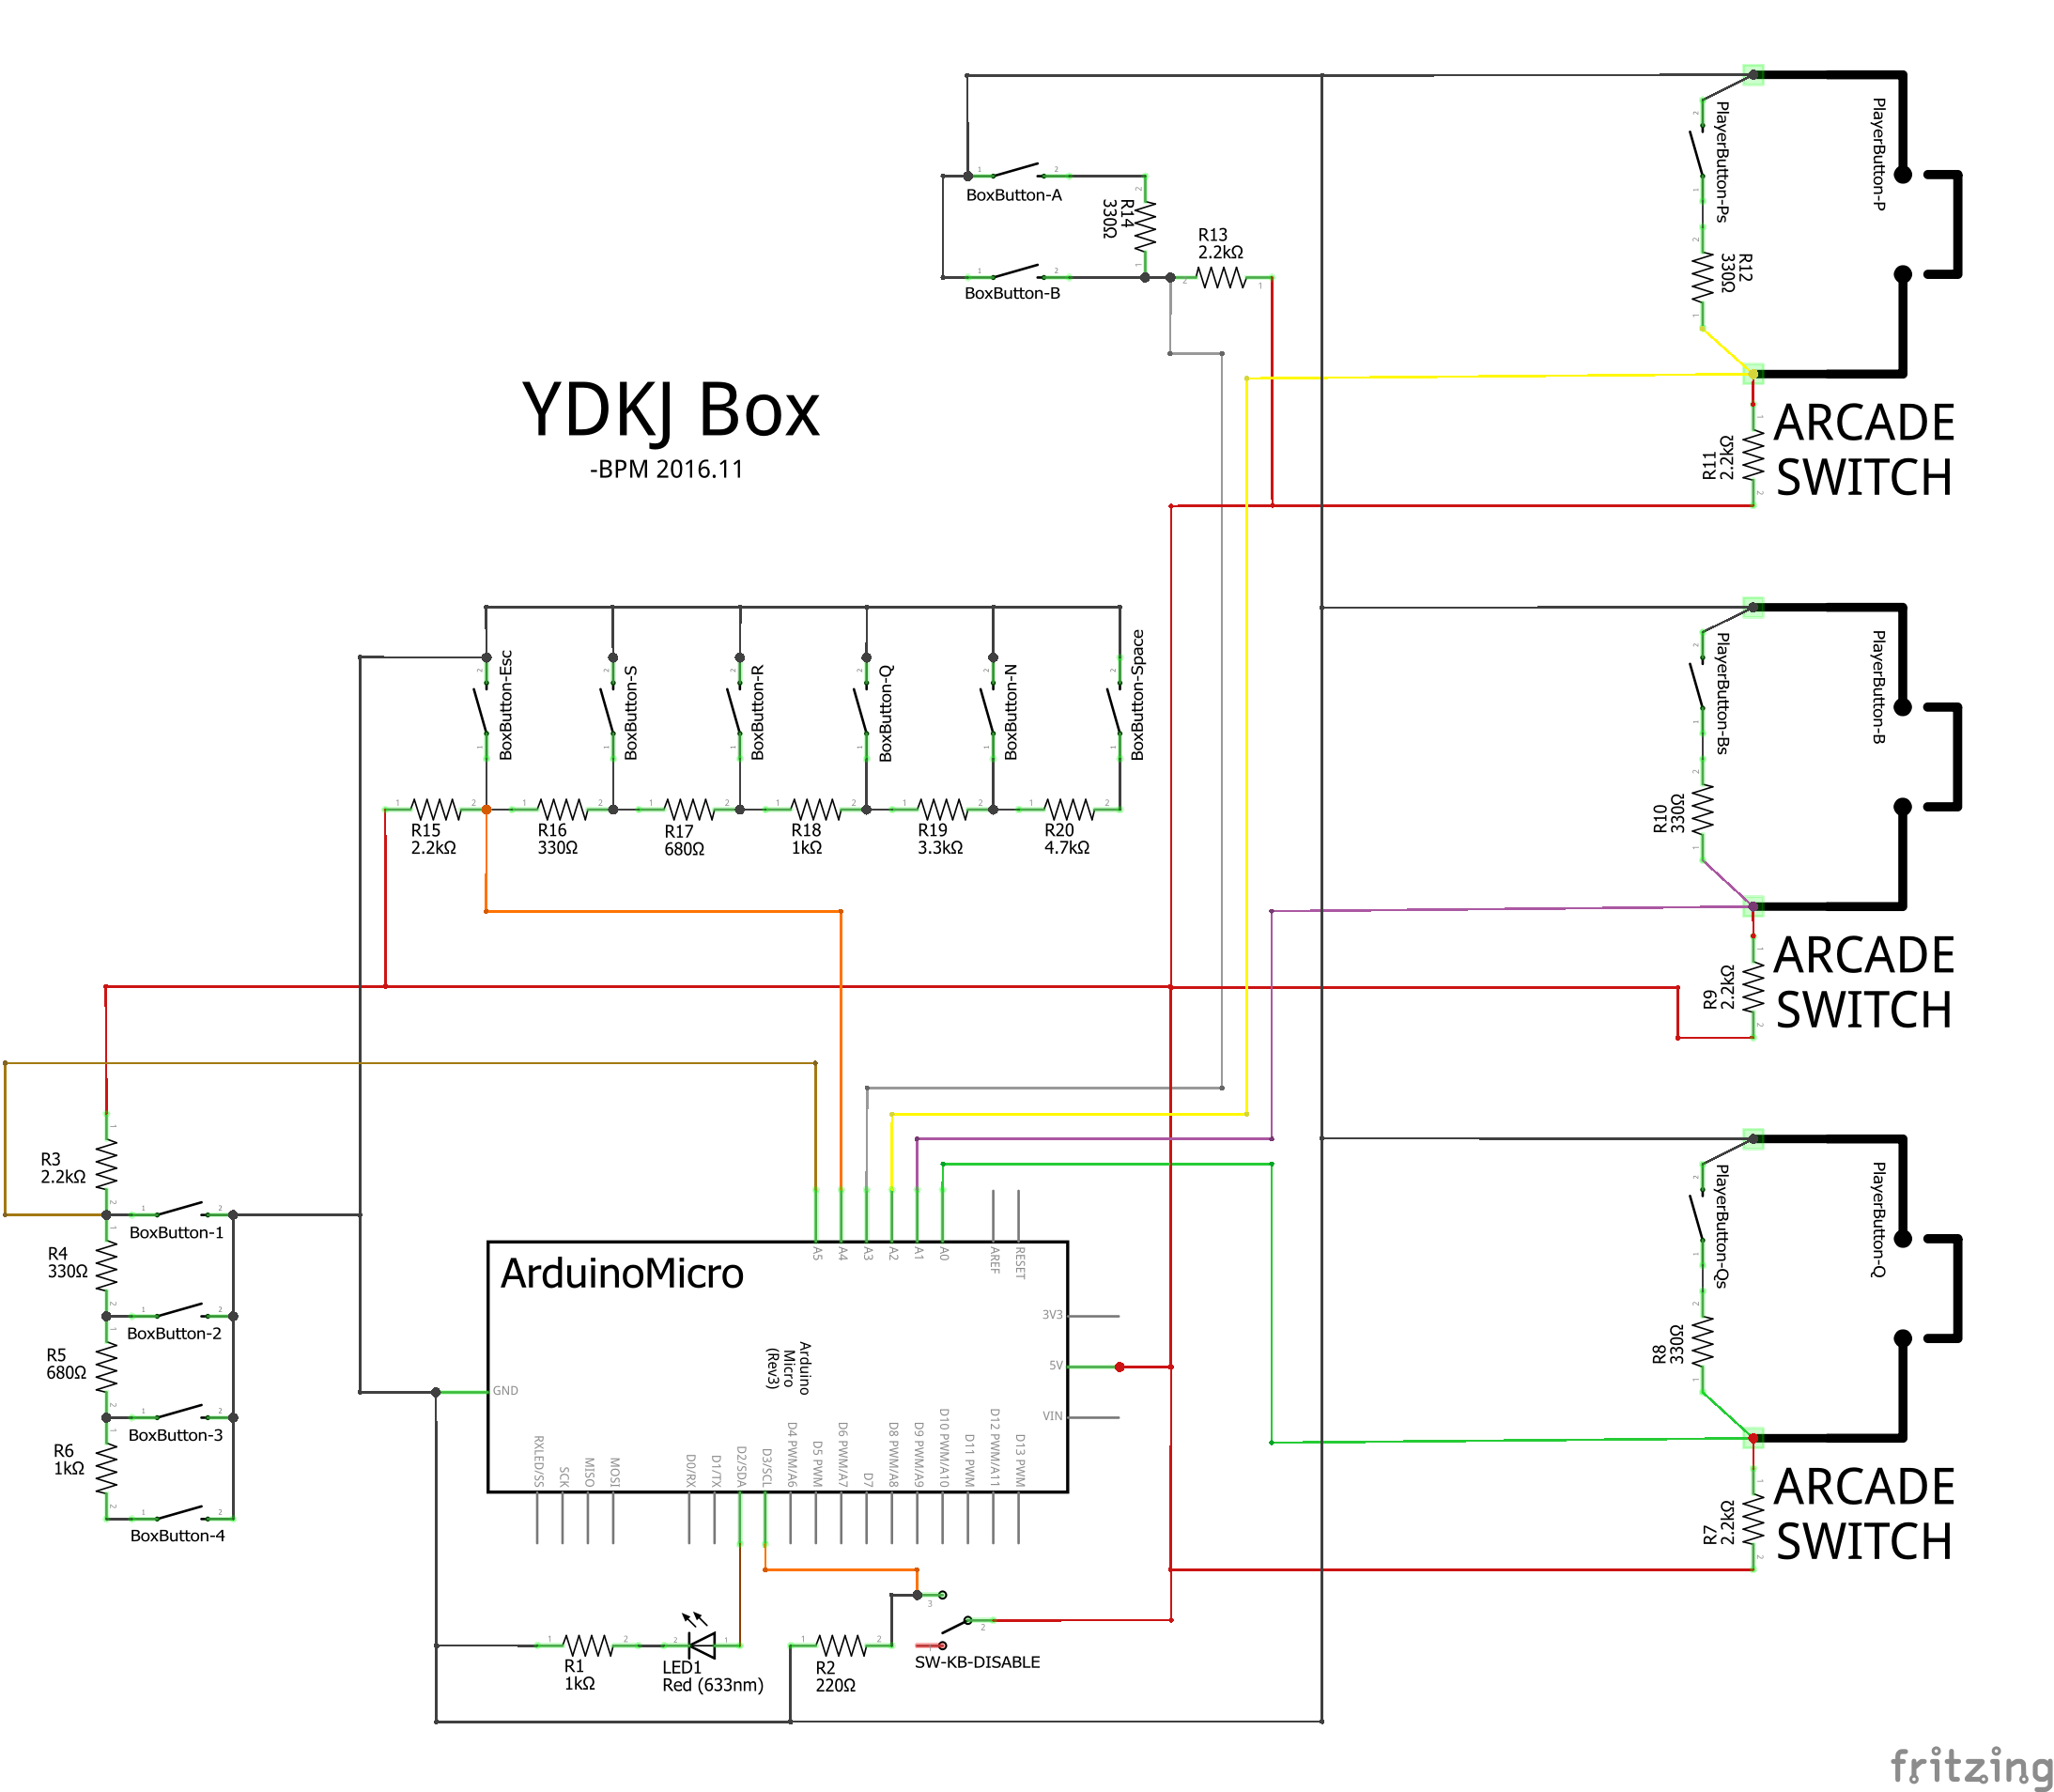 PlayerButton-Ps
PlayerButton-P
R12
330Ω
BoxButton-A
R14
330Ω
R13
2.2kΩ
BoxButton-B
YDKJ Box
-BPM 2016.11
ARCADE
SWITCH
R11
2.2kΩ
BoxButton-Esc
BoxButton-S
BoxButton-R
BoxButton-Q
BoxButton-N
BoxButton-Space
R15
2.2kΩ
R16
330Ω
R17
680Ω
R18
1kΩ
R19
3.3kΩ
R20
4.7kΩ
PlayerButton-Bs
PlayerButton-B
R10
330Ω
ARCADE
SWITCH
R9
2.2kΩ
R3
2.2kΩ
BoxButton-1
R4
330Ω
BoxButton-2
R5
680Ω
BoxButton-3
R6
1kΩ
BoxButton-4
ArduinoMicro
A5
A4
A3
A2
A1
A0
AREF
RESET
3V3
5V
VIN
GND
Arduino
Micro
(Rev3)
RXLED/SS
SCK
MISO
MOSI
D0/RX
D1/TX
D2/SDA
D3/SCL
D4 PWM/A6
D5 PWM
D6 PWM/A7
D7
D8 PWM/A8
D9 PWM/A9
D10 PWM/A10
D11 PWM
D12 PWM/A11
D13 PWM
PlayerButton-Qs
PlayerButton-Q
R8
330Ω
ARCADE
SWITCH
R7
2.2kΩ
R1
1kΩ
LED1
Red (633nm)
R2
220Ω
SW-KB-DISABLE
fritzing